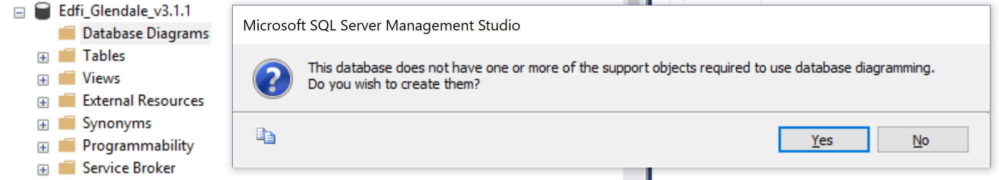 Edfi_Glendale_v3.1.1
Database Diagrams
Tables
Views
External Resources
Synonyms
Programmability
Service Broker
Microsoft SQL Server Management Studio
This database does not have one or more of the support objects required to use database diagramming.
Do you wish to create them?
Yes
No